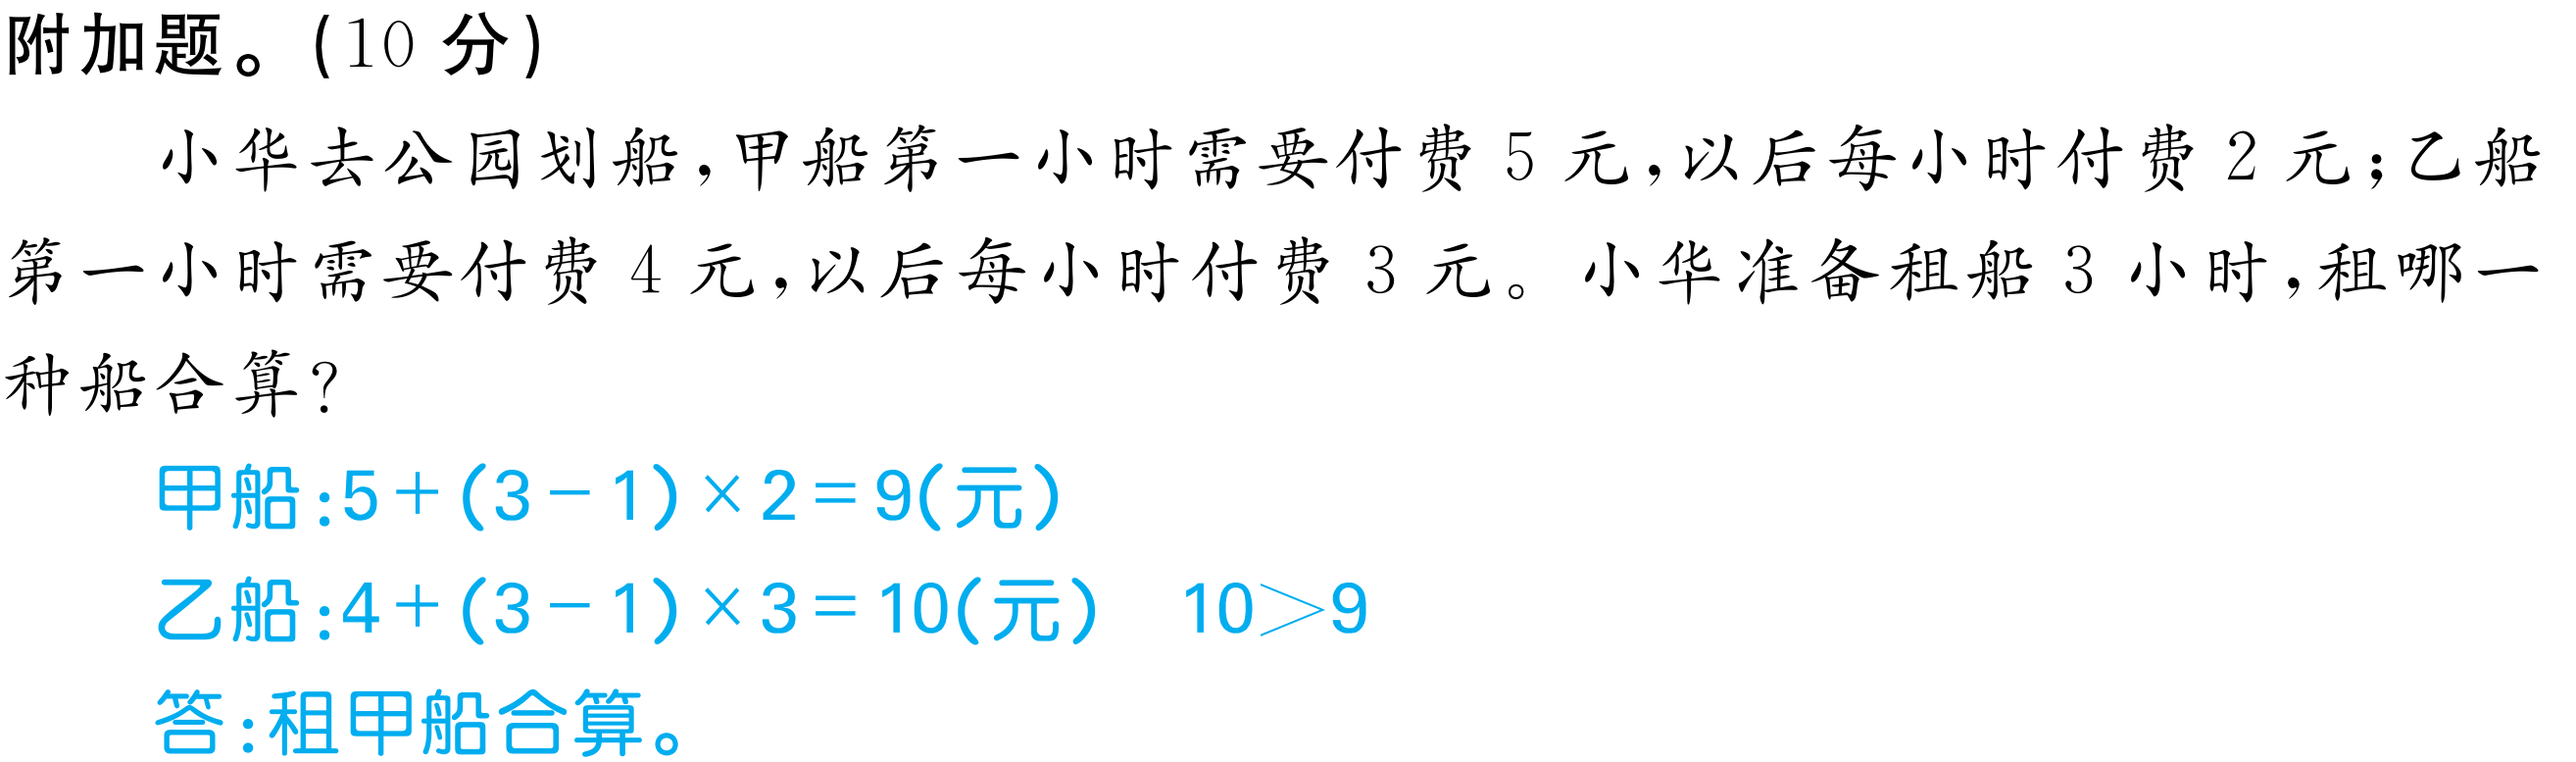 附加题。(10 分)
小华去公园划船,甲船第一小时需要付费 5 元,以后每小时付费 2 元;乙船
第一小时需要付费 4 元,以后每小时付费 3 元。小华准备租船 3 小时,租哪一
种船合算?
甲船:5+(3-1)×2=9(元)
乙船:4+(3-1)×3=10(元) 10>9
答:租甲船合算。